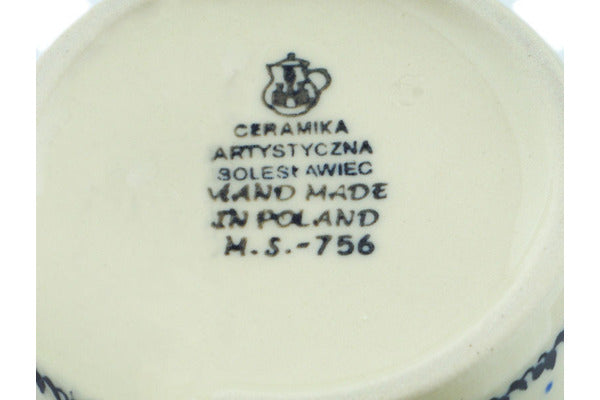 CERAMIKA
ARTYSTYCZNA
BOLESŁAWIEC
HAND MADE
IN POLAND
M.S.-756